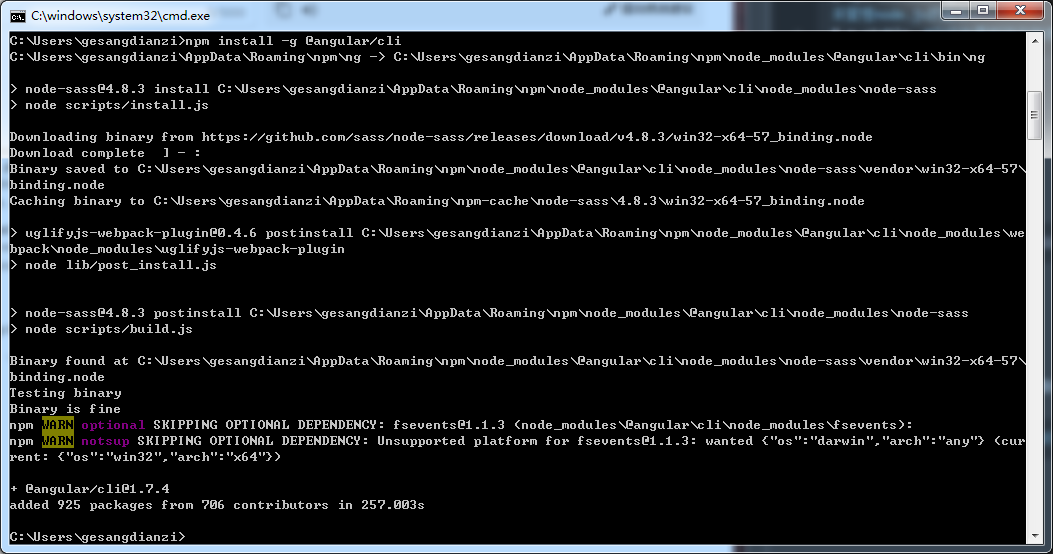 C:\windows\system32\cmd.exe
C:\Users\gesangdianzi>npm install -g @angular/cli
C:\Users\gesangdianzi\AppData\Roaming\npm\ng -> C:\Users\gesangdianzi\AppData\Roaming\npm\node_modules\@angular\cli\bin\ng
> node-sass@4.8.3 install C:\Users\gesangdianzi\AppData\Roaming\npm\node_modules\@angular\cli\node_modules\node-sass
> node scripts/install.js
Downloading binary from https://github.com/sass/node-sass/releases/download/v4.8.3/win32-x64-57_binding.node
Download complete  ] - :
Binary saved to C:\Users\gesangdianzi\AppData\Roaming\npm\node_modules\@angular\cli\node_modules\node-sass\vendor\win32-x64-57\
binding.node
Caching binary to C:\Users\gesangdianzi\AppData\Roaming\npm-cache\node-sass\4.8.3\win32-x64-57_binding.node
> uglifyjs-webpack-plugin@0.4.6 postinstall C:\Users\gesangdianzi\AppData\Roaming\npm\node_modules\@angular\cli\node_modules\we
bpack\node_modules\uglifyjs-webpack-plugin
> node lib/post_install.js
> node-sass@4.8.3 postinstall C:\Users\gesangdianzi\AppData\Roaming\npm\node_modules\@angular\cli\node_modules\node-sass
> node scripts/build.js
Binary found at C:\Users\gesangdianzi\AppData\Roaming\npm\node_modules\@angular\cli\node_modules\node-sass\vendor\win32-x64-57\
binding.node
Testing binary
Binary is fine
npm WARN optional SKIPPING OPTIONAL DEPENDENCY: fsevents@1.1.3 (node_modules\@angular\cli\node_modules\fsevents):
npm WARN notsup SKIPPING OPTIONAL DEPENDENCY: Unsupported platform for fsevents@1.1.3: wanted {"os":"darwin","arch":"any"} (cur
rent: {"os":"win32","arch":"x64"})
+ @angular/cli@1.7.4
added 925 packages from 706 contributors in 257.003s
C:\Users\gesangdianzi>